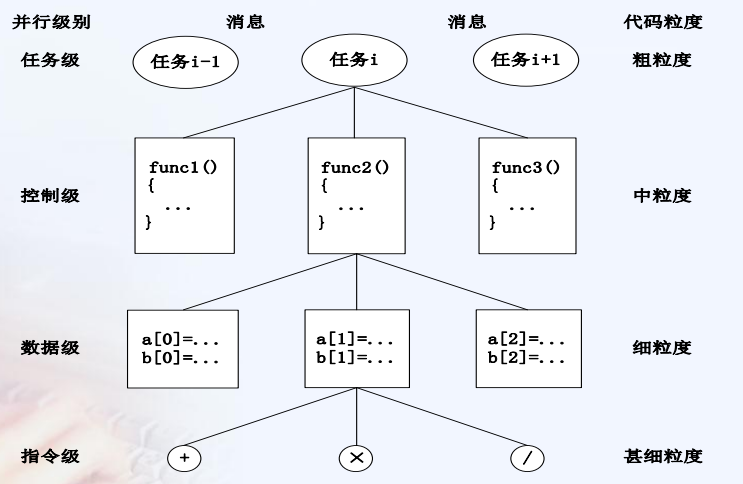 并行级别 消息 消息 代码粒度
任务级 任务i-1 任务i 任务i+1 粗粒度
控制级
func1()
{
...
}
func2()
{
...
}
func3()
{
...
}
中粒度
数据级
a[0]=...
b[0]=...
a[1]=...
b[1]=...
a[2]=...
b[2]=...
细粒度
指令级 + × / 甚细粒度